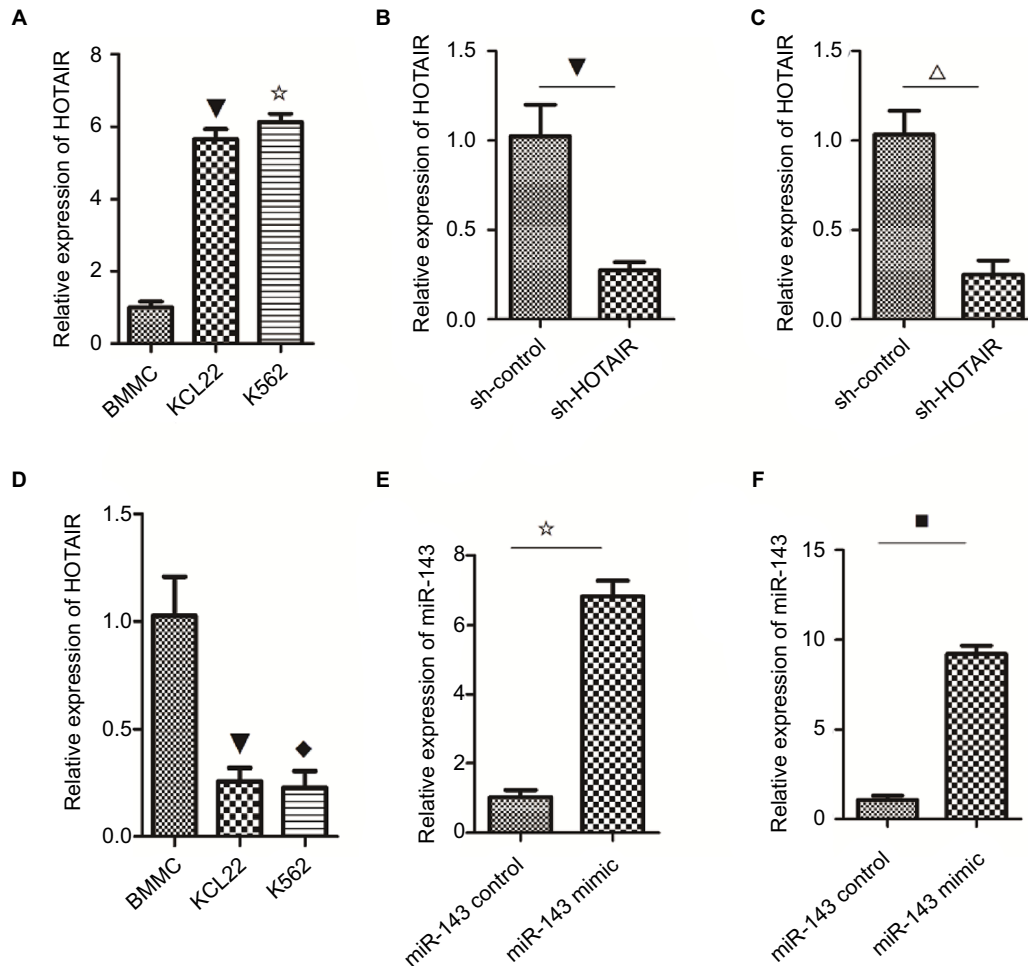 A
Relative expression of HOTAIR
8
6
4
2
0
BMMC
KCL22
K562
B
Relative expression of HOTAIR
1.5
1.0
0.5
0.0
sh-control
sh-HOTAIR
C
Relative expression of HOTAIR
1.5
1.0
0.5
0.0
sh-control
sh-HOTAIR
D
Relative expression of HOTAIR
1.5
1.0
0.5
0.0
BMMC
KCL22
K562
E
Relative expression of miR-143
8
6
4
2
0
miR-143 control
miR-143 mimic
F
Relative expression of miR-143
15
10
5
0
miR-143 control
miR-143 mimic